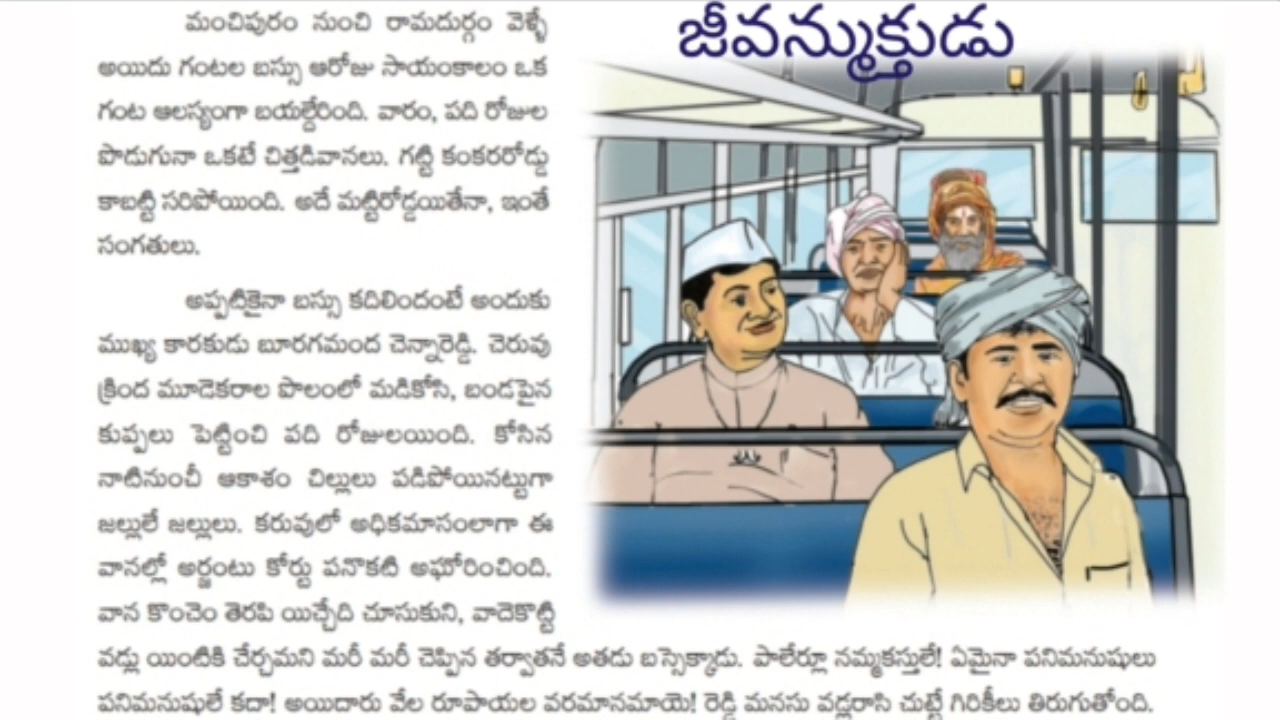 జీవన్ముక్తుడు
మంచిపురం నుంచి రామదుర్గం వెళ్ళే
అయిదు గంటల బస్సు ఆరోజు సాయంకాలం ఒక
గంట ఆలస్యంగా బయల్దేరింది. వారం, పది రోజుల
పొడుగునా ఒకటే చిత్తడివానలు. గట్టి కంకరరోడ్డు
కాబట్టి సరిపోయింది. అదే మట్టిరోడ్డయితేనా, ఇంతే
సంగతులు.
అప్పటికైనా బస్సు కదిలిందంటే అందుకు
ముఖ్య కారకుడు బూరగమంద చెన్నారెడ్డి. చెరువు
క్రింద మూడెకరాల పొలంలో మడికోసి, బండపైన
కుప్పలు పెట్టించి పది రోజులయింది. కోసిన
నాటినుంచీ ఆకాశం చిల్లులు పడిపోయినట్టుగా
జల్లులే జల్లులు. కరువులో అధికమాసంలాగా ఈ
వానల్లో అర్జంటు కోర్టు పనొకటి అఘోరించింది.
వాన కొంచెం తెరపి యిచ్చేది చూసుకుని, వాదెకొట్టి
వడ్లు యింటికి చేర్చమని మరీ మరీ చెప్పిన తర్వాతనే అతడు బస్సెక్కాడు. పాలేర్లూ నమ్మకస్తులే! ఏమైనా పనిమనుషులు
పనిమనుషులే కదా! అయిదారు వేల రూపాయల వరమానమాయె! రెడ్డి మనసు వడ్లరాసి చుట్టే గిరికీలు తిరుగుతోంది.